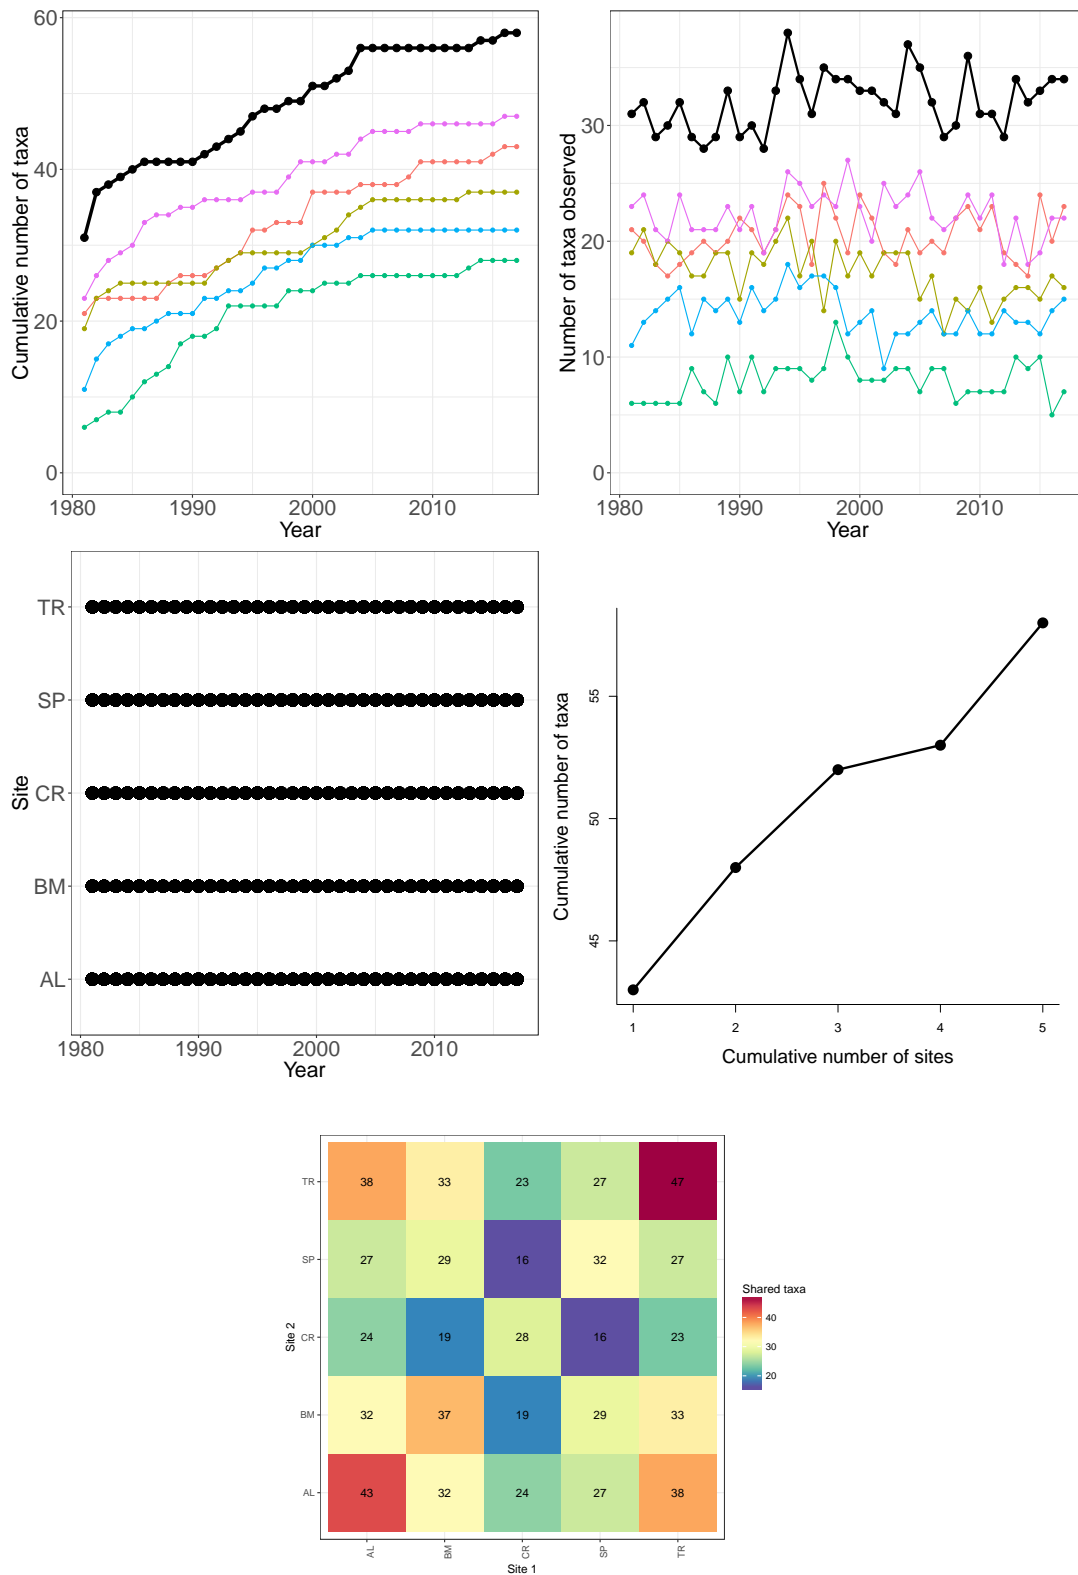 Cumulative number of taxa
60
40
20
0
1980 1990 2000 2010
Year
Number of taxa observed
30
20
10
0
1980 1990 2000 2010
Year
Site
TR
SP
CR
BM
AL
1980 1990 2000 2010
Year
Cumulative number of taxa
55
50
45
1 2 3 4 5
Cumulative number of sites
Site 2
TR 38 33 23 27 47
SP 27 29 16 32 27
CR 24 19 28 16 23
BM 32 37 19 29 33
AL 43 32 24 27 38
AL BM CR SP TR
Site 1
Shared taxa
40
30
20